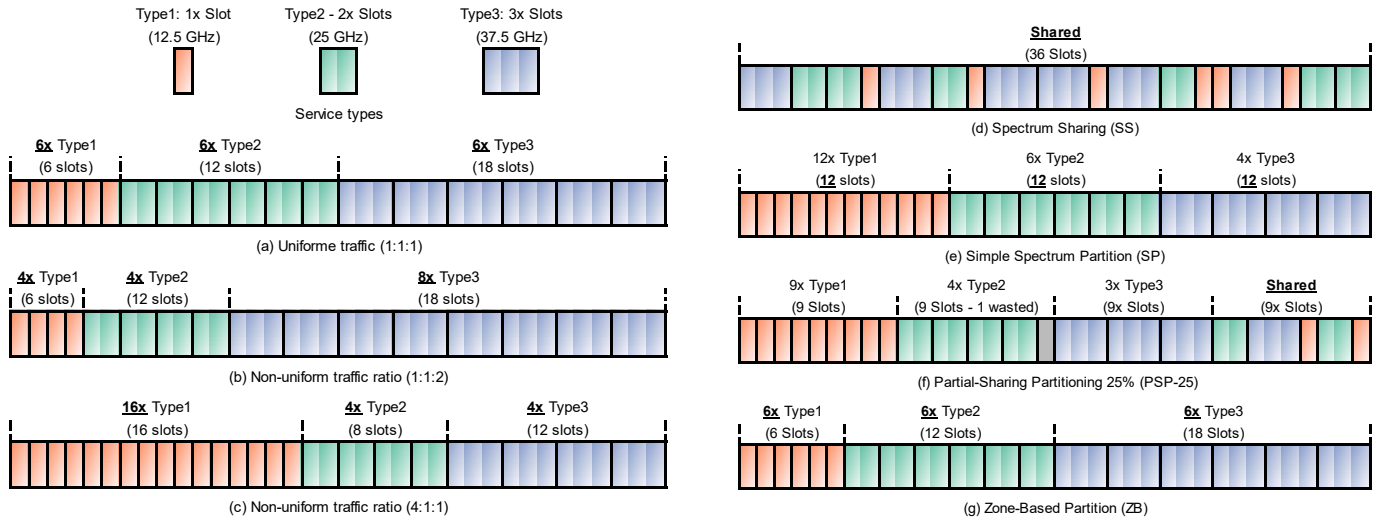 Type1: 1x Slot
(12.5 GHz)
Type2 - 2x Slots
(25 GHz)
Type3: 3x Slots
(37.5 GHz)
Service types
6x Type1
(6 slots)
6x Type2
(12 slots)
6x Type3
(18 slots)
(a) Uniforme traffic (1:1:1)
4x Type1
(6 slots)
4x Type2
(12 slots)
8x Type3
(18 slots)
(b) Non-uniform traffic ratio (1:1:2)
16x Type1
(16 slots)
4x Type2
(8 slots)
4x Type3
(12 slots)
(c) Non-uniform traffic ratio (4:1:1)
Shared
(36 Slots)
(d) Spectrum Sharing (SS)
12x Type1
(12 slots)
6x Type2
(12 slots)
4x Type3
(12 slots)
(e) Simple Spectrum Partition (SP)
9x Type1
(9 Slots)
4x Type2
(9 Slots - 1 wasted)
3x Type3
(9x Slots)
Shared
(9x Slots)
(f) Partial-Sharing Partitioning 25% (PSP-25)
6x Type1
(6 Slots)
6x Type2
(12 Slots)
6x Type3
(18 Slots)
(g) Zone-Based Partition (ZB)